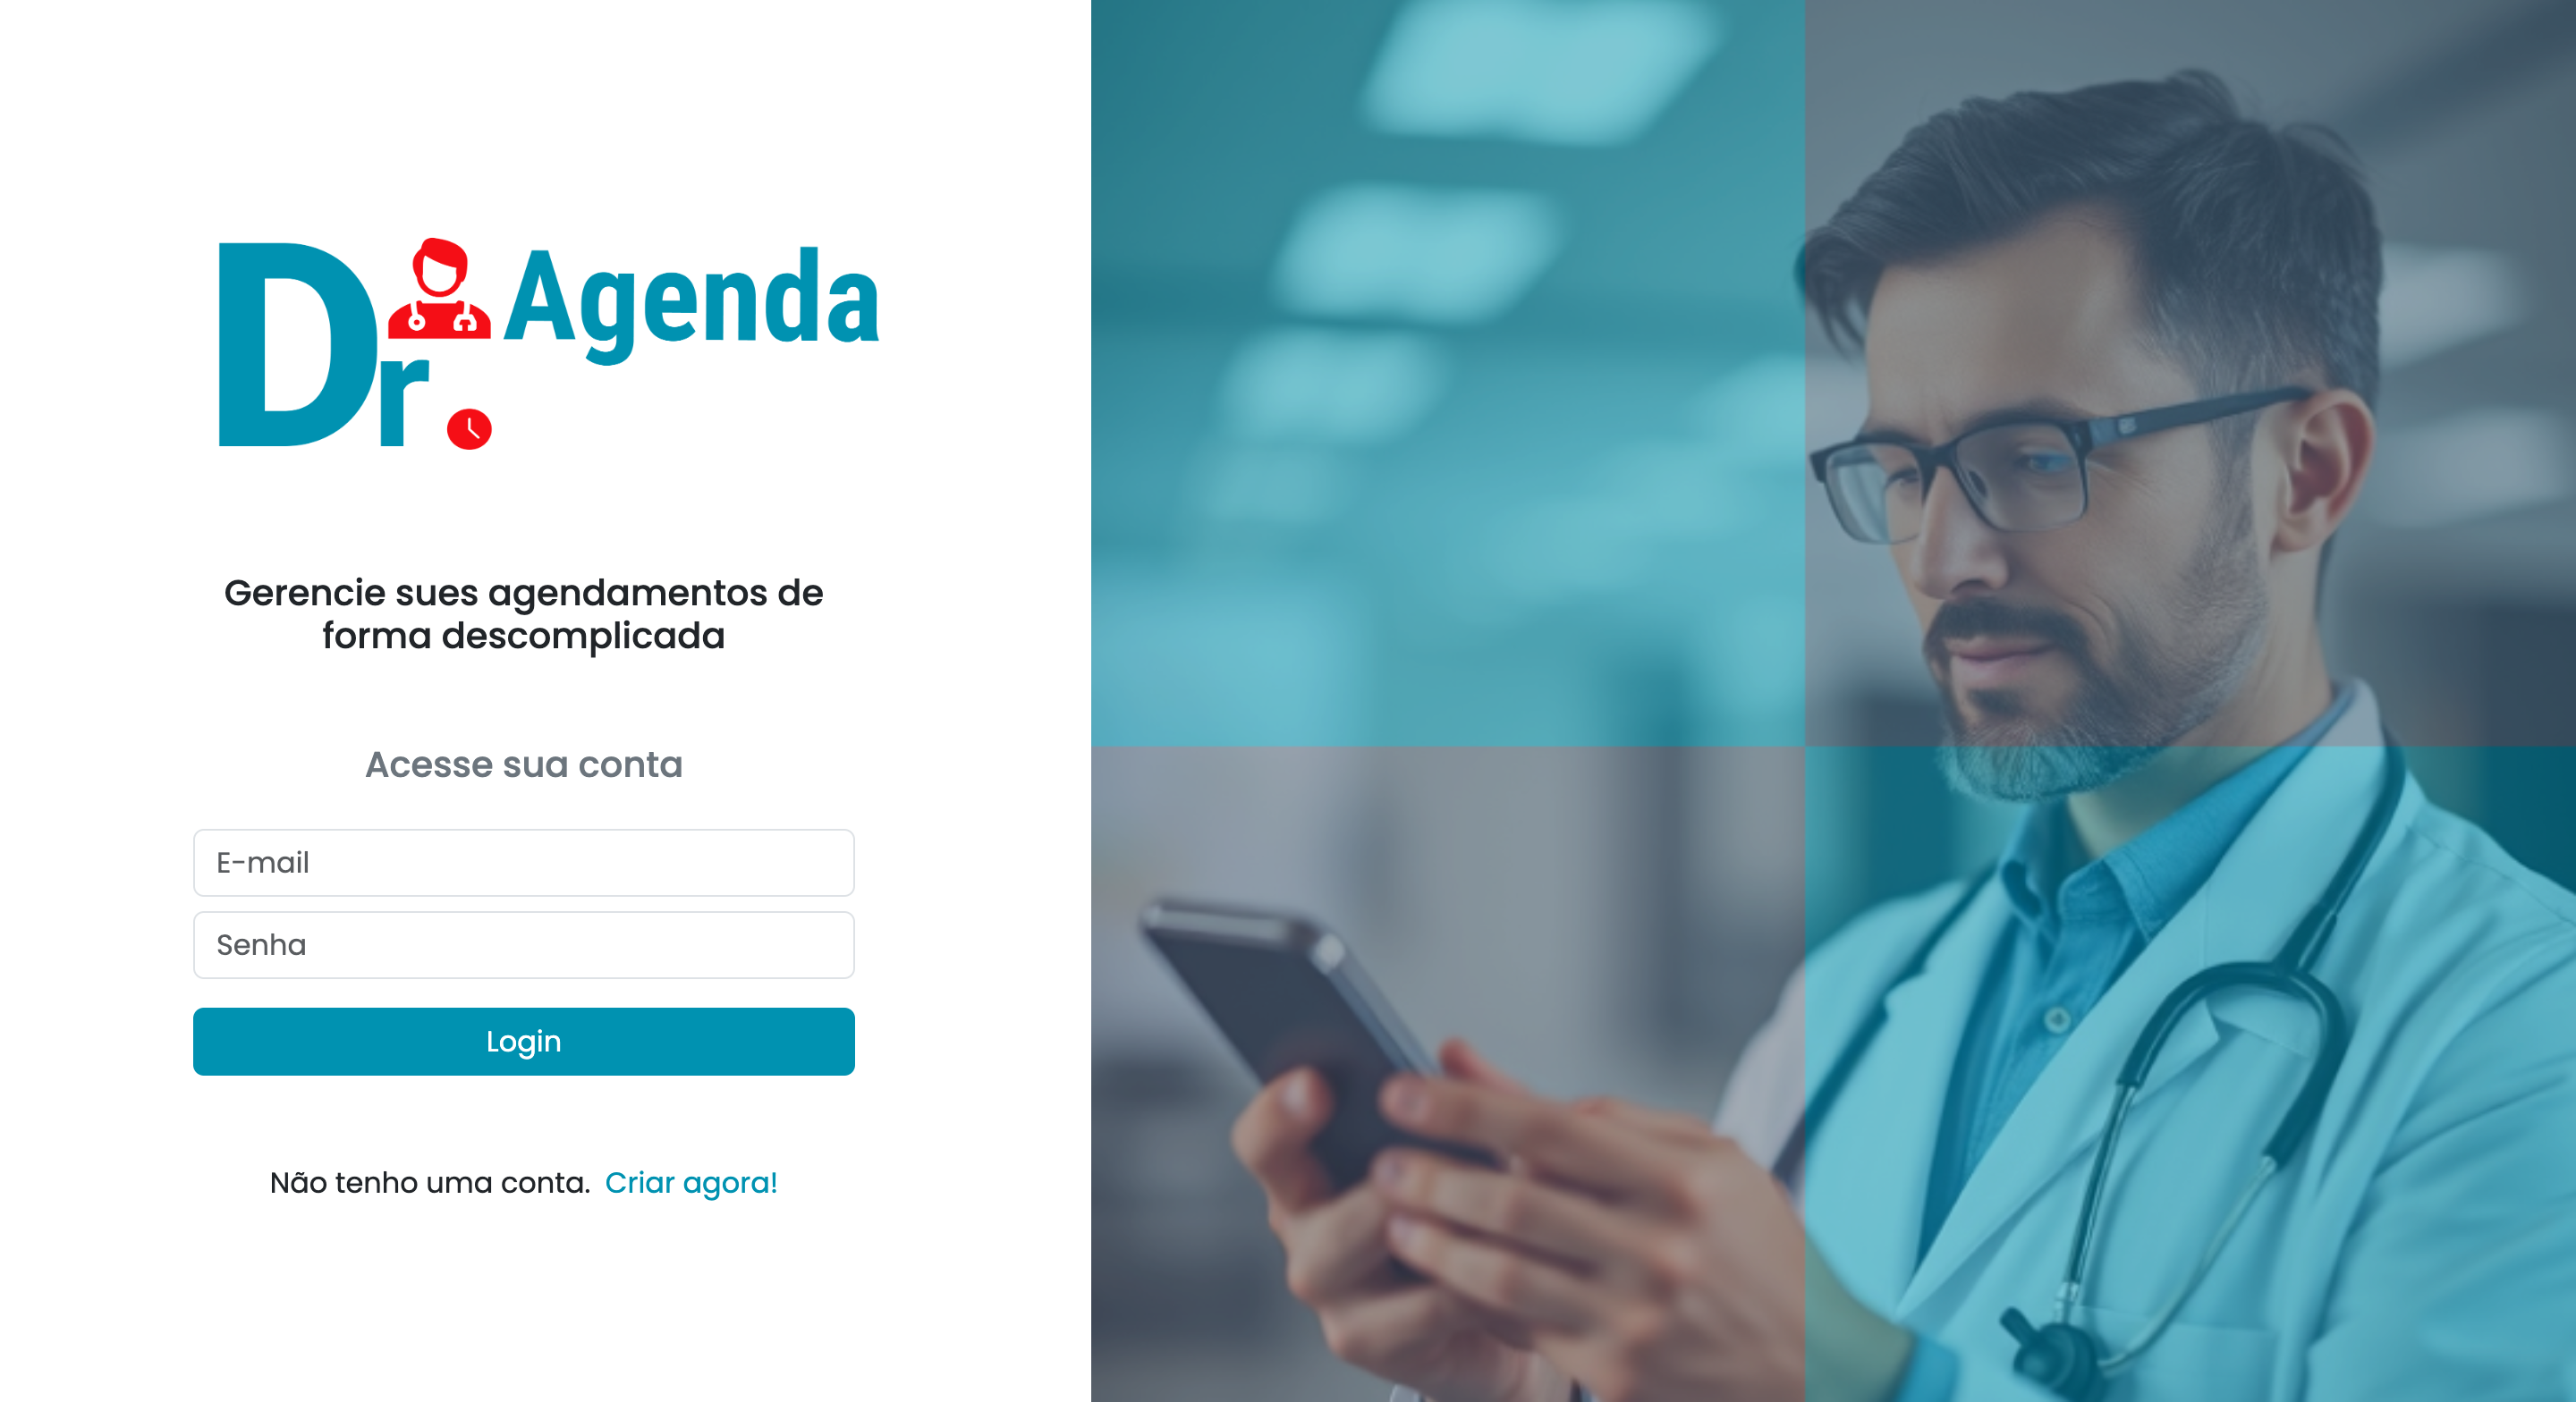 Dr. Agenda
Gerencie sues agendamentos de
forma descomplicada
Acesse sua conta
E-mail
Senha
Login
Não tenho uma conta. Criar agora!